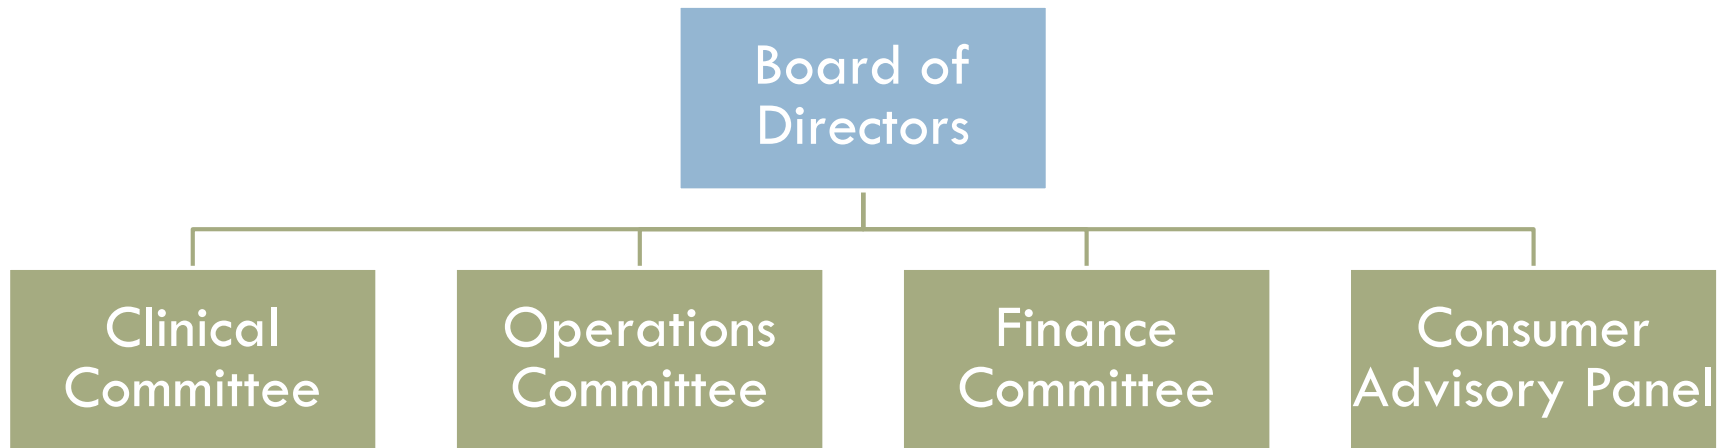 Board of
Directors
Clinical
Committee
Operations
Committee
Finance
Committee
Consumer
Advisory Panel